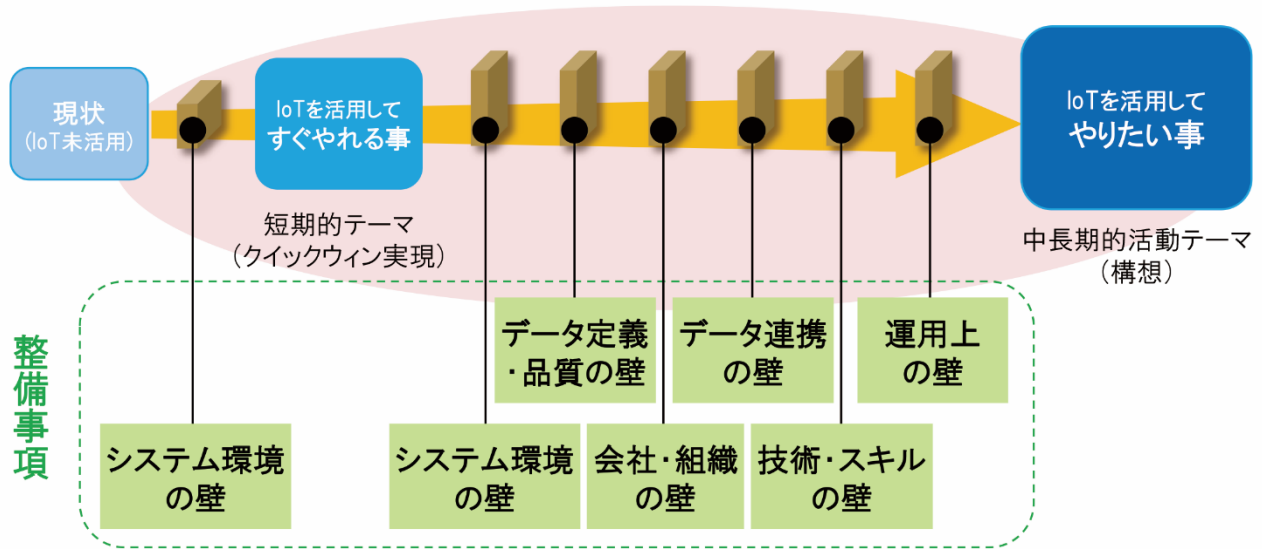 現状
(IoT未活用)
IoTを活用して
すぐやれる事
IoTを活用して
やりたい事
短期的テーマ
（クイックウィン実現）
中長期的活動テーマ
（構想）
整備事項
システム環境
の壁
システム環境
の壁
データ定義
・品質の壁
会社・組織
の壁
データ連携
の壁
技術・スキル
の壁
運用上
の壁